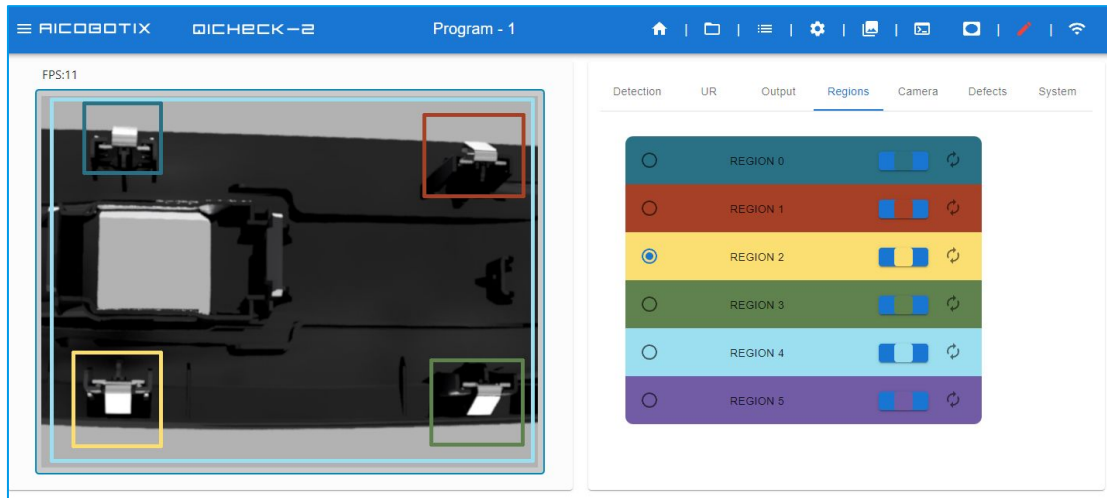 AICOBOTIX QICHECK-2 Program - 1
FPS:11
Detection UR Output Regions Camera Defects System
REGION 0
REGION 1
REGION 2
REGION 3
REGION 4
REGION 5